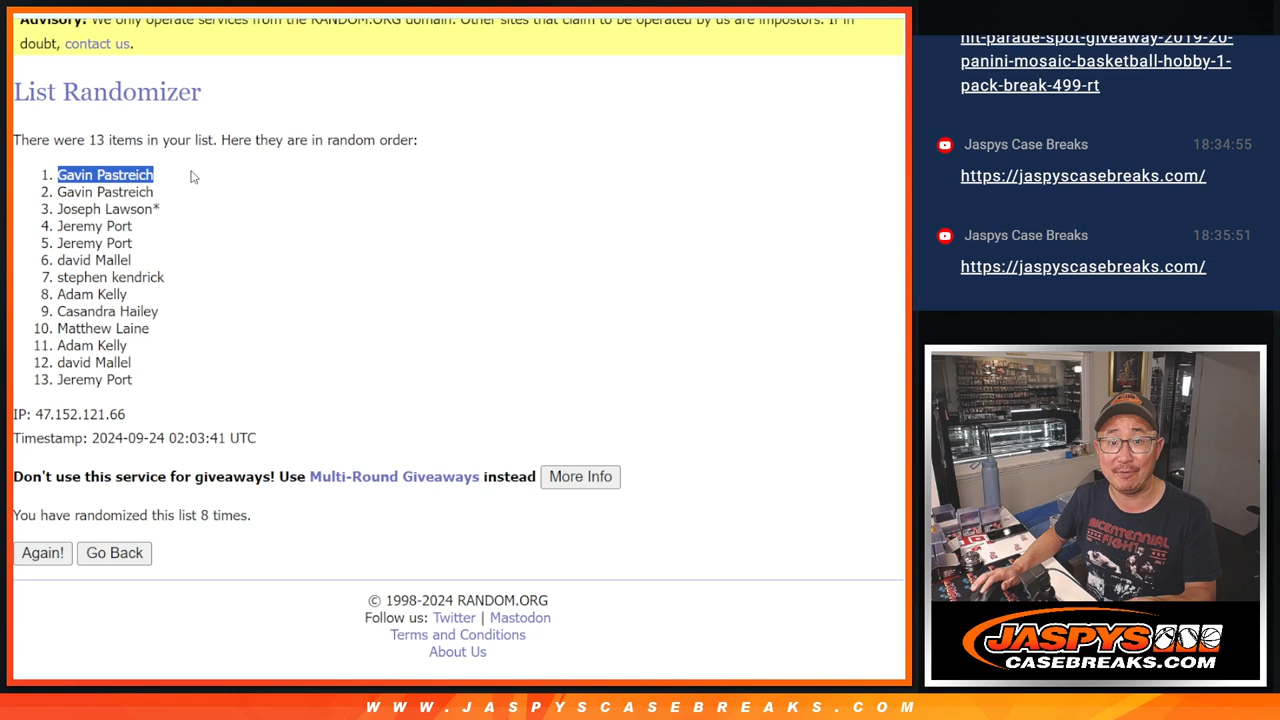 Advisory: We only operate services from the RANDOM.ORG domain. Other sites that claim to be operated by us are impostors. If in
doubt, contact us.
List Randomizer
There were 13 items in your list. Here they are in random order:
1. Gavin Pastreich
2. Gavin Pastreich
3. Joseph Lawson*
4. Jeremy Port
5. Jeremy Port
6. david Mallel
7. stephen kendrick
8. Adam Kelly
9. Casandra Hailey
10. Matthew Laine
11. Adam Kelly
12. david Mallel
13. Jeremy Port
IP: 47.152.121.66
Timestamp: 2024-09-24 02:03:41 UTC
Don't use this service for giveaways! Use Multi-Round Giveaways instead More Info
You have randomized this list 8 times.
Again! Go Back
© 1998-2024 RANDOM.ORG
Follow us: Twitter | Mastodon
Terms and Conditions
About Us
hit-parade-spot-giveaway-2019-20-
panini-mosaic-basketball-hobby-1-
pack-break-499-rt
Jaspys Case Breaks 18:34:55
https://jaspyscasebreaks.com/
Jaspys Case Breaks 18:35:51
https://jaspyscasebreaks.com/
BICENTENNIAL
FIGHT
JASPYS
CASEBREAKS.COM
WWW.JASPYSCASEBREAKS.COM